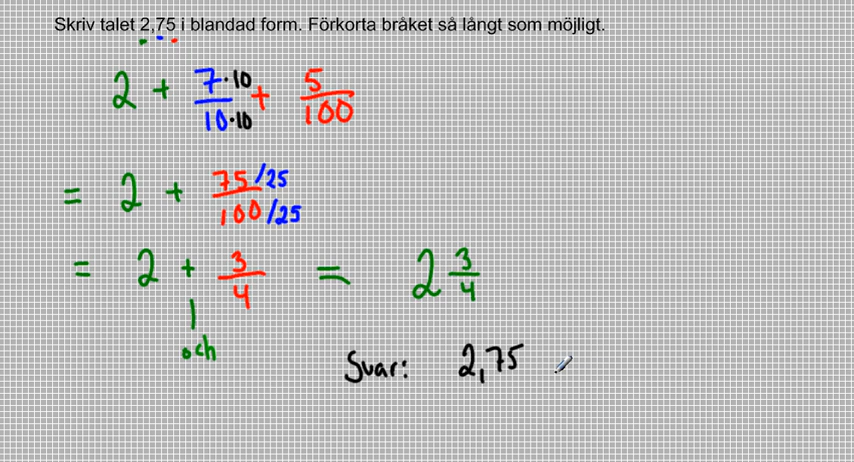 Skriv talet 2,75 i blandad form. Förkorta bråket så långt som möjligt.
2 + 7·10/10·10 + 5/100
= 2 + 75/25/100/25
= 2 + 3/4 = 2 3/4
och
Svar: 2,75